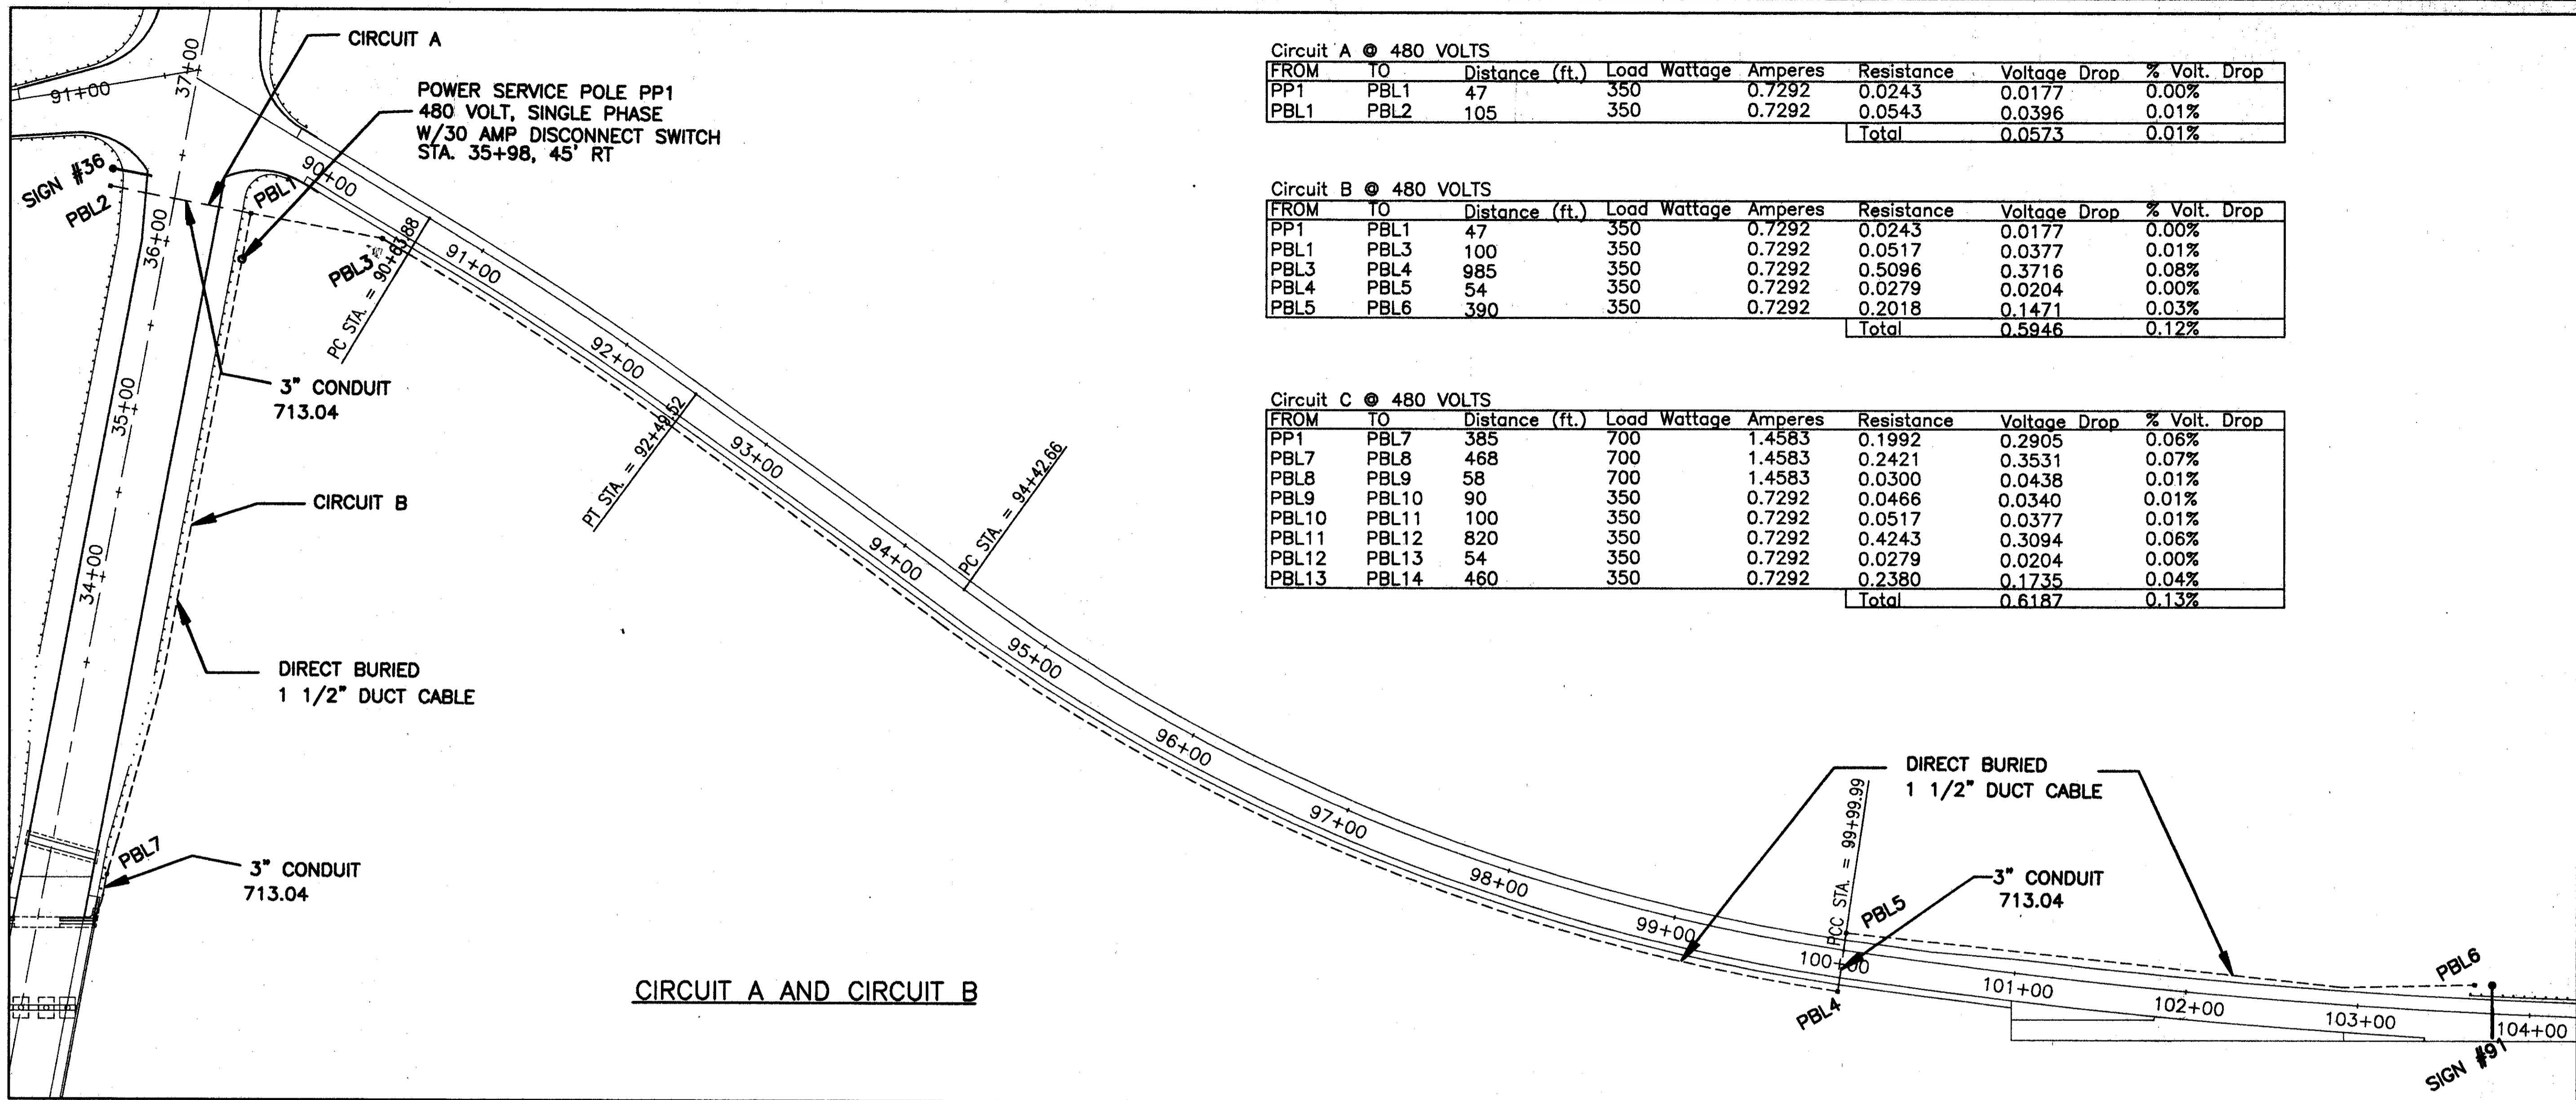 CIRCUIT A
POWER SERVICE POLE PP1
480 VOLT, SINGLE PHASE
W/30 AMP DISCONNECT SWITCH
STA. 35+98, 45' RT
91+00
37+00
SIGN #36
PBL2
PBL1
90+00
36+00
PBL3
PC STA. = 90+63.88
91+00
92+00
3" CONDUIT
713.04
35+00
PT STA. = 92+49.52
93+00
PC STA. = 94+42.66
CIRCUIT B
94+00
34+00
DIRECT BURIED
1 1/2" DUCT CABLE
95+00
96+00
97+00
PBL7
3" CONDUIT
713.04
98+00
99+00
DIRECT BURIED
1 1/2" DUCT CABLE
PCC STA. = 99+99.99
3" CONDUIT
713.04
PBL5
100+00
PBL4
101+00
102+00
103+00
PBL6
104+00
SIGN #91
CIRCUIT A AND CIRCUIT B
Circuit A @ 480 VOLTS
FROM TO Distance (ft.) Load Wattage Amperes Resistance Voltage Drop % Volt. Drop
PP1 PBL1 47 350 0.7292 0.0243 0.0177 0.00%
PBL1 PBL2 105 350 0.7292 0.0543 0.0396 0.01%
Total 0.0573 0.01%
Circuit B @ 480 VOLTS
FROM TO Distance (ft.) Load Wattage Amperes Resistance Voltage Drop % Volt. Drop
PP1 PBL1 47 350 0.7292 0.0243 0.0177 0.00%
PBL1 PBL3 100 350 0.7292 0.0517 0.0377 0.01%
PBL3 PBL4 985 350 0.7292 0.5096 0.3716 0.08%
PBL4 PBL5 54 350 0.7292 0.0279 0.0204 0.00%
PBL5 PBL6 390 350 0.7292 0.2018 0.1471 0.03%
Total 0.5946 0.12%
Circuit C @ 480 VOLTS
FROM TO Distance (ft.) Load Wattage Amperes Resistance Voltage Drop % Volt. Drop
PP1 PBL7 385 700 1.4583 0.1992 0.2905 0.06%
PBL7 PBL8 468 700 1.4583 0.2421 0.3531 0.07%
PBL8 PBL9 58 700 1.4583 0.0300 0.0438 0.01%
PBL9 PBL10 90 350 0.7292 0.0466 0.0340 0.01%
PBL10 PBL11 100 350 0.7292 0.0517 0.0377 0.01%
PBL11 PBL12 820 350 0.7292 0.4243 0.3094 0.06%
PBL12 PBL13 54 350 0.7292 0.0279 0.0204 0.00%
PBL13 PBL14 460 350 0.7292 0.2380 0.1735 0.04%
Total 0.6187 0.13%